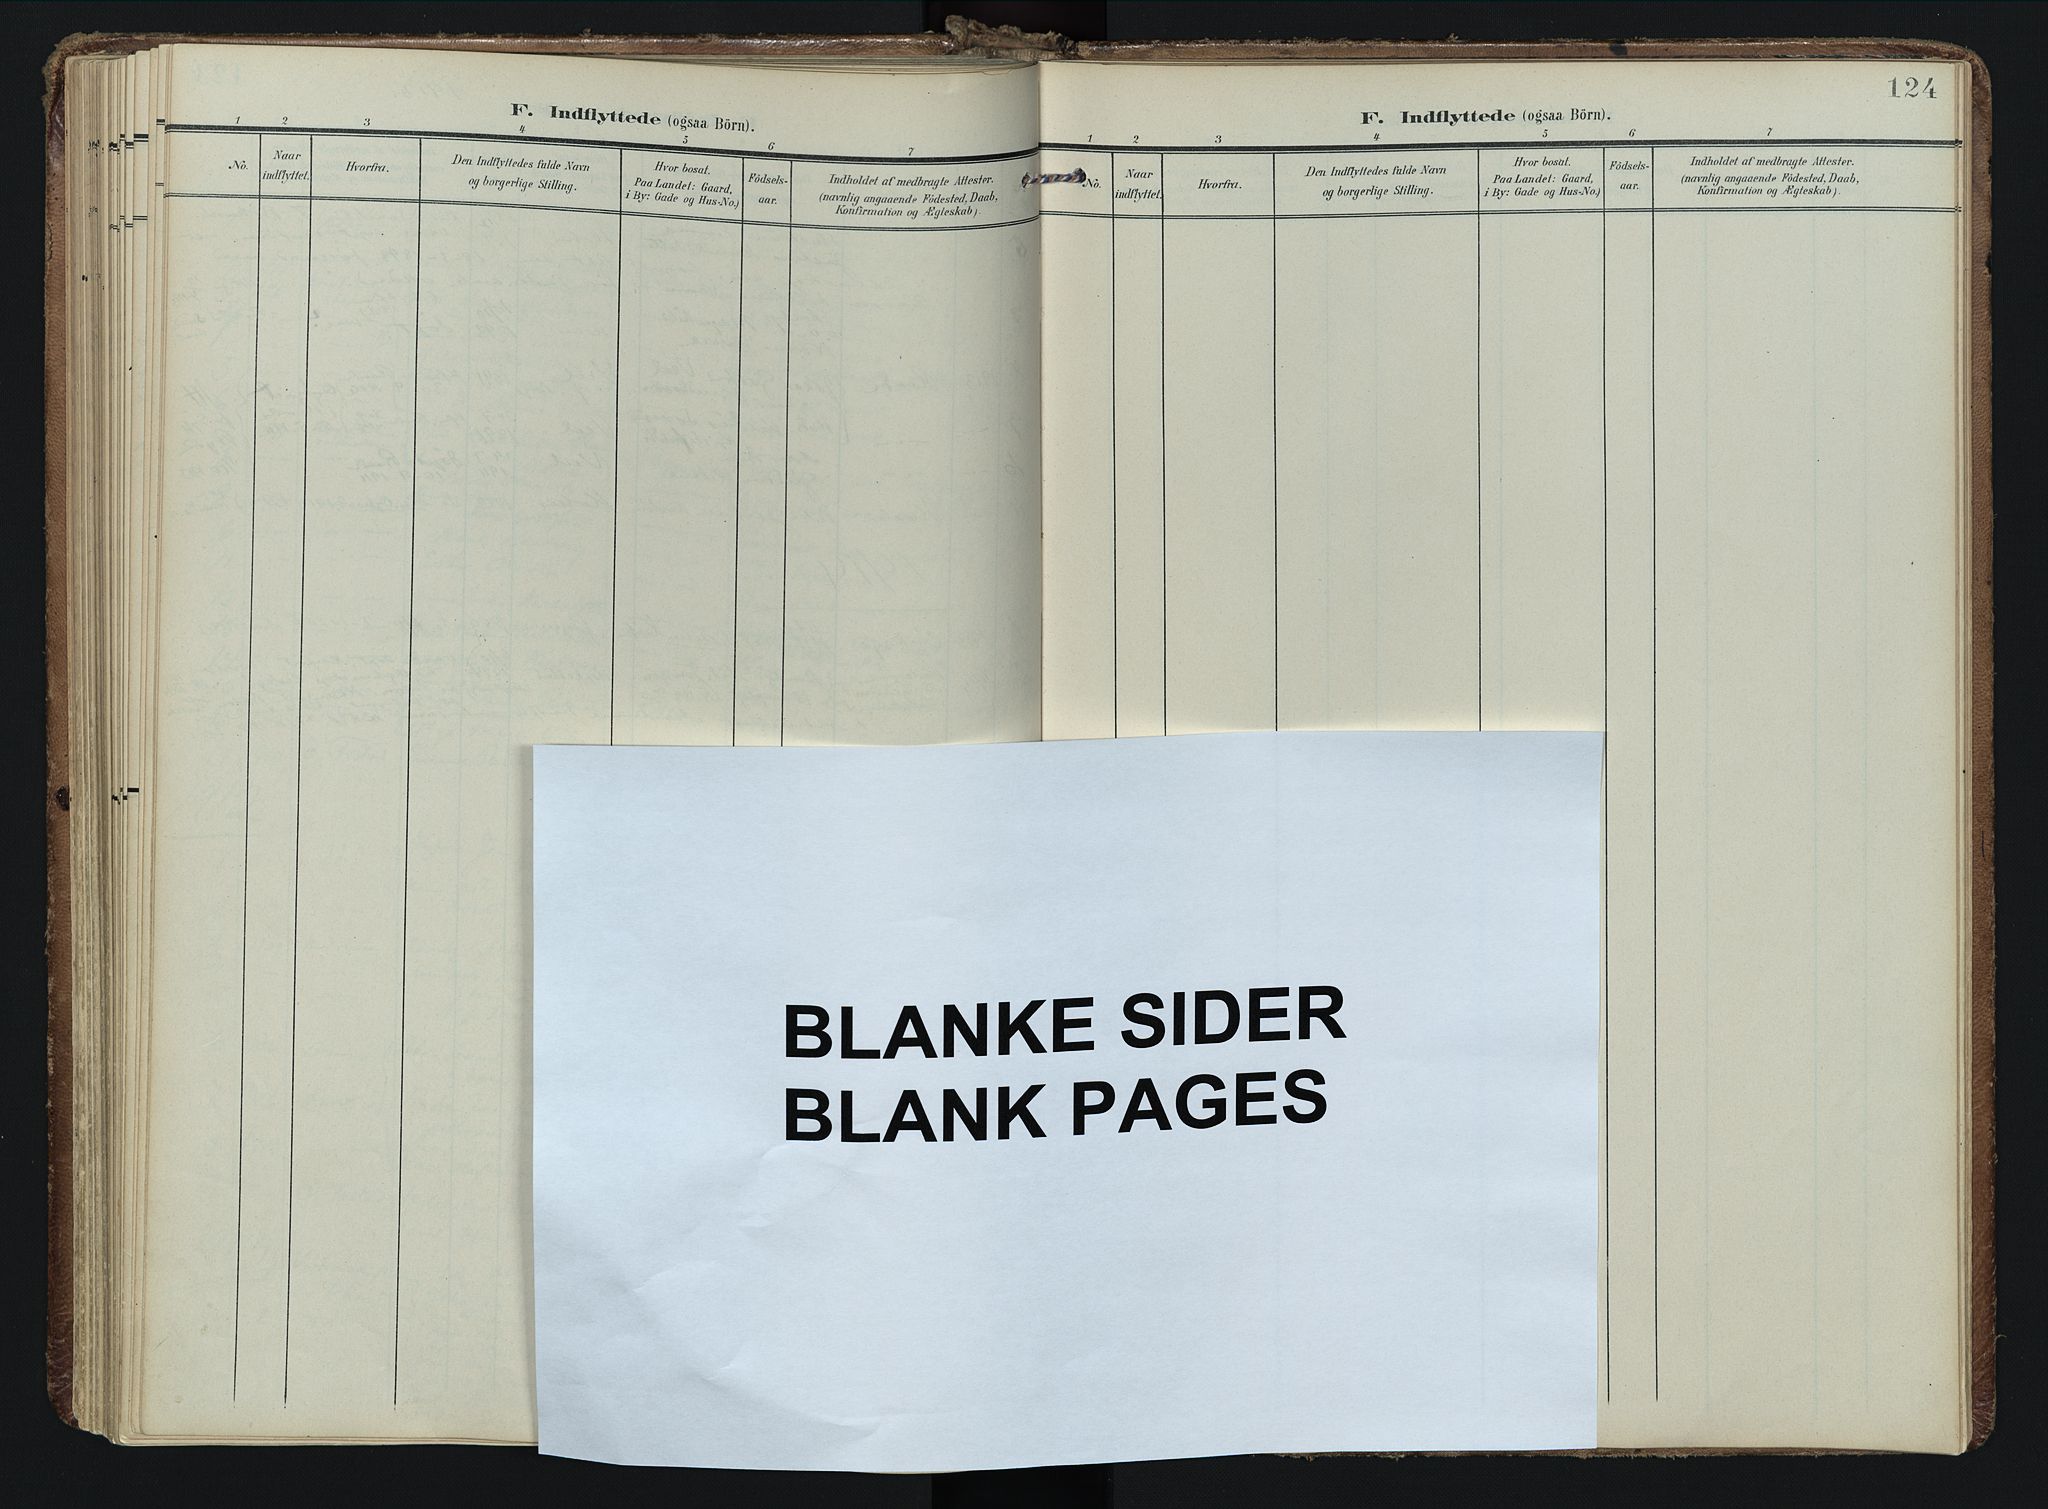 F. Indflyttede (ogsaa Börn).
1 2 3 4 5 6 7
No.
Naar
indflyttet.
Hvorfra.
Den Indflyttedes fulde Navn
og borgerlige Stilling.
Hvor bosat.
Paa Landet: Gaard,
i By: Gade og Hus-No.)
Födsels-
aar.
Indholdet af medbragte Attester.
(navnlig angaaende Födested, Daab,
Konfirmation og Ægteskab).
124
F. Indflyttede (ogsaa Börn).
1 2 3 4 5 6 7
No.
Naar
indflyttet.
Hvorfra.
Den Indflyttedes fulde Navn
og borgerlige Stilling.
Hvor bosat.
Paa Landet: Gaard,
i By: Gade og Hus-No.)
Födsels-
aar.
Indholdet af medbragte Attester.
(navnlig angaaende Födested, Daab,
Konfirmation og Ægteskab).
BLANKE SIDER
BLANK PAGES